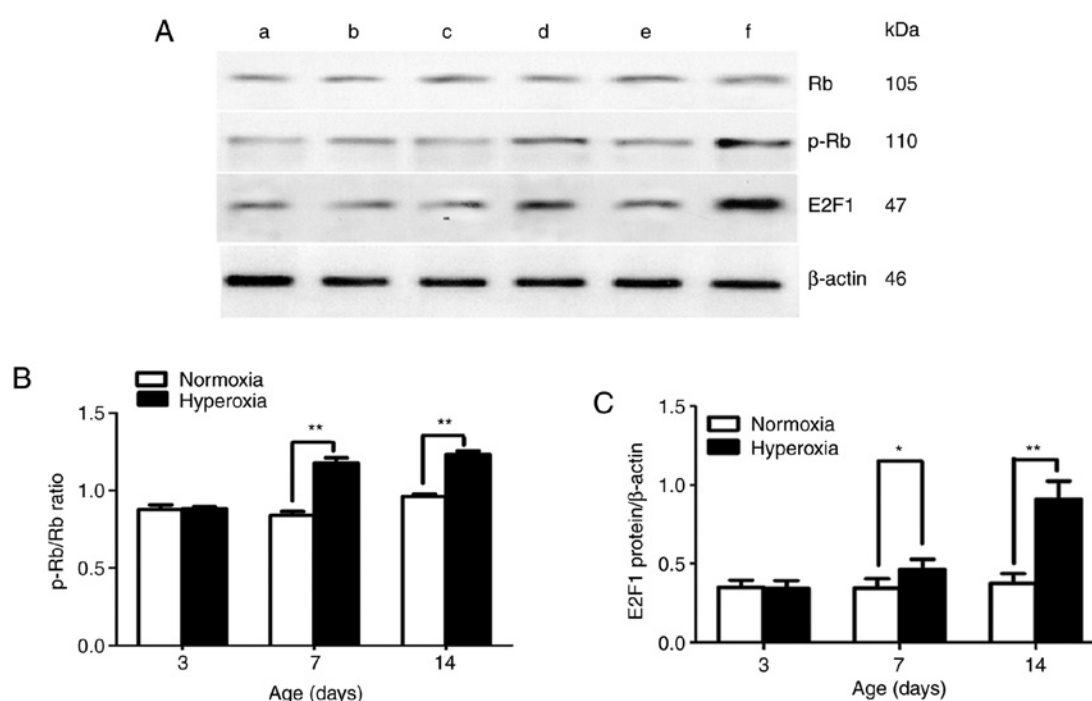 A
a b c d e f kDa
Rb 105
p-Rb 110
E2F1 47
β-actin 46
B
Normoxia
Hyperoxia
p-Rb/Rb ratio
1.5
1.0
0.5
0.0
** **
3 7 14
Age (days)
C
Normoxia
Hyperoxia
E2F1 protein/β-actin
1.5
1.0
0.5
0.0
* **
3 7 14
Age (days)